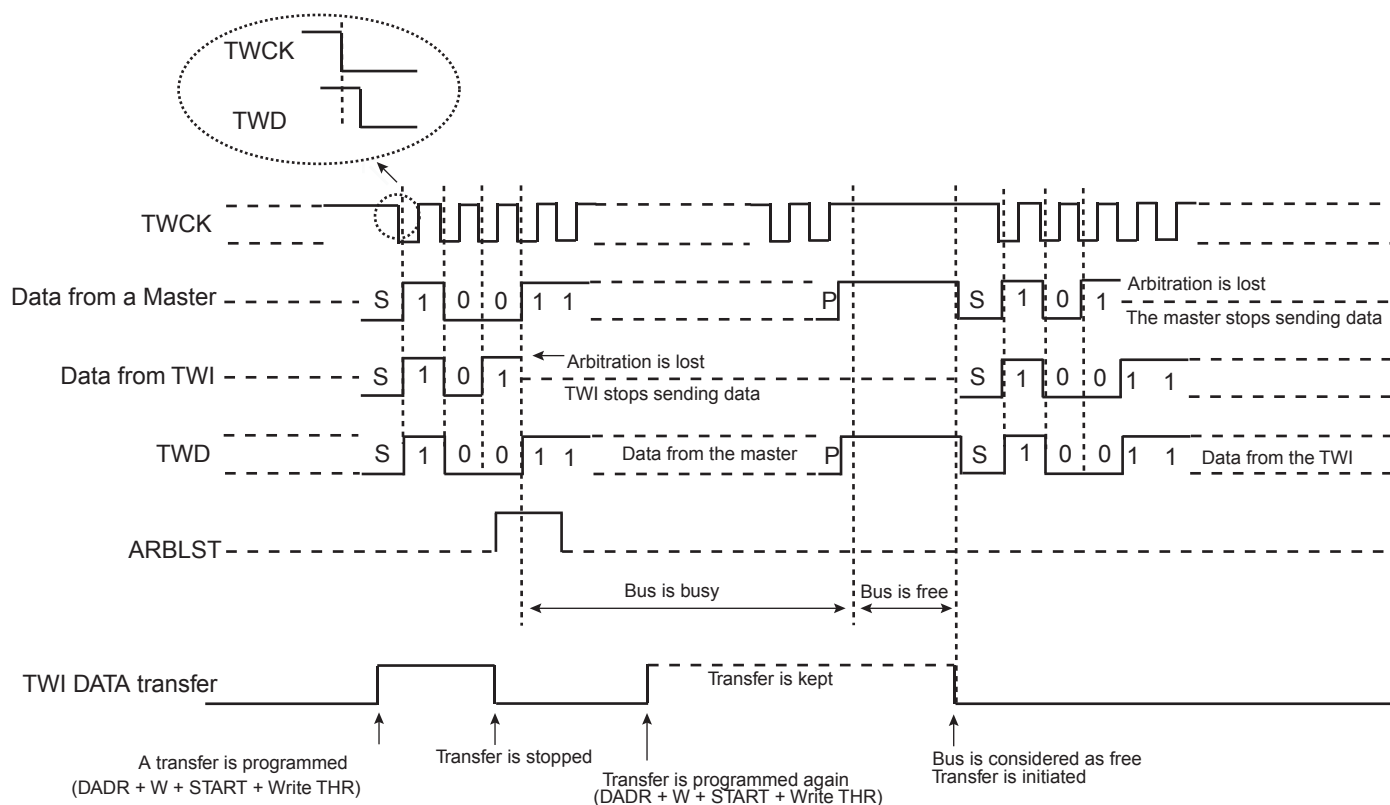 TWCK
TWD
TWCK
Data from a Master
S 1 0 0 1 1
P
S 1 0 1
Arbitration is lost
The master stops sending data
Data from TWI
S 1 0 1
Arbitration is lost
TWI stops sending data
S 1 0 0 1 1
TWD
S 1 0 0 1 1
Data from the master
P
S 1 0 0 1 1
Data from the TWI
ARBLST
Bus is busy
Bus is free
TWI DATA transfer
Transfer is kept
A transfer is programmed
(DADR + W + START + Write THR)
Transfer is stopped
Transfer is programmed again
(DADR + W + START + Write THR)
Bus is considered as free
Transfer is initiated